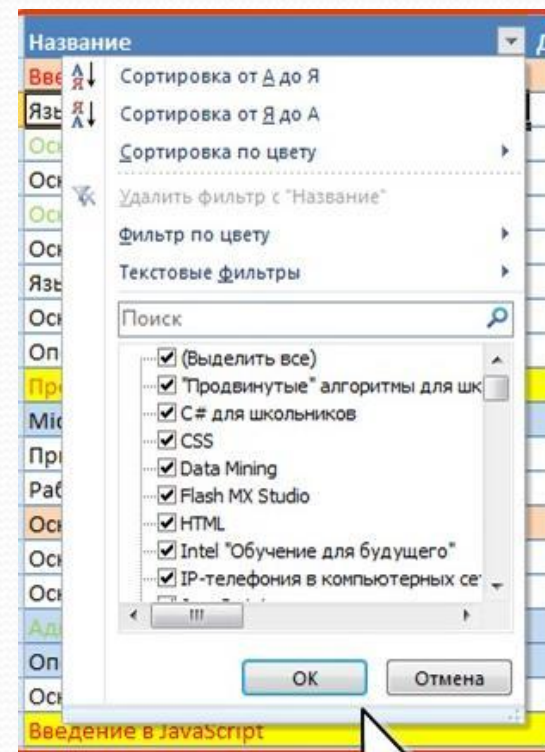 Название
Сортировка от А до Я
Сортировка от Я до А
Сортировка по цвету
Удалить фильтр с "Название"
Фильтр по цвету
Текстовые фильтры
Поиск
(Выделить все)
"Продвинутые" алгоритмы для шк
C# для школьников
CSS
Data Mining
Flash MX Studio
HTML
Intel "Обучение для будущего"
IP-телефония в компьютерных се
OK
Отмена
Введение в JavaScript